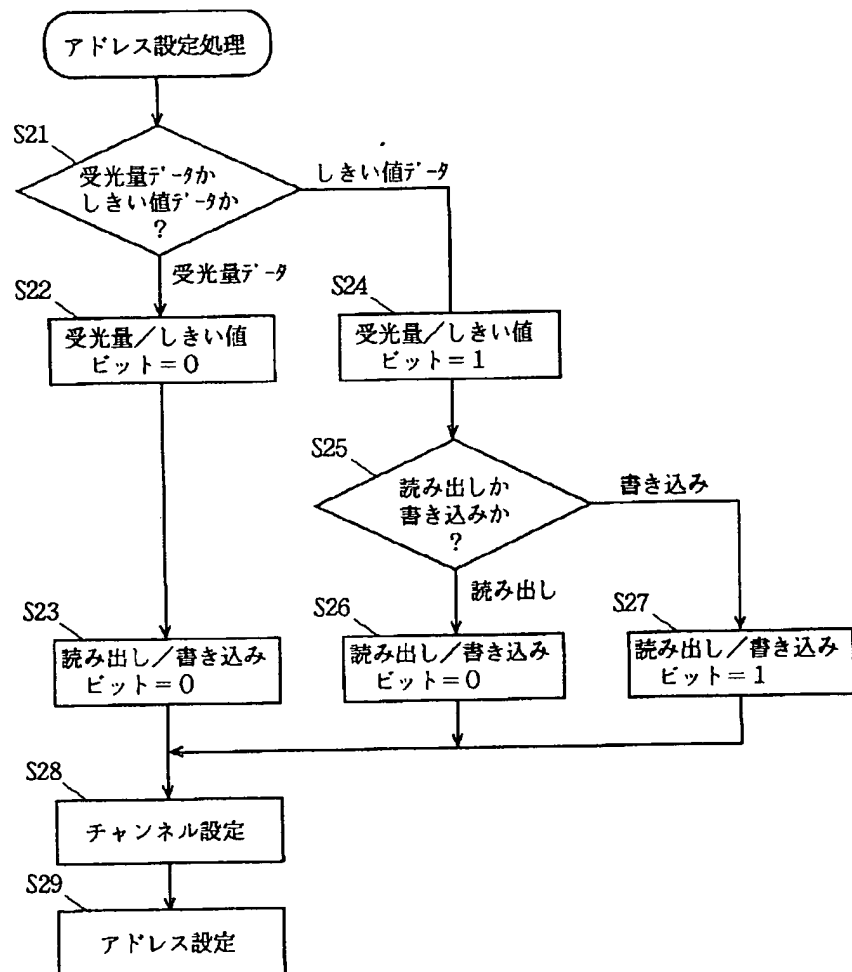 アドレス設定処理
S21
受光量ﾃﾞｰﾀか
しきい値ﾃﾞｰﾀか
?
しきい値ﾃﾞｰﾀ
受光量ﾃﾞｰﾀ
S22
受光量/しきい値
ビット=0
S24
受光量/しきい値
ビット=1
S25
読み出しか
書き込みか
?
書き込み
読み出し
S23
読み出し/書き込み
ビット=0
S26
読み出し/書き込み
ビット=0
S27
読み出し/書き込み
ビット=1
S28
チャンネル設定
S29
アドレス設定